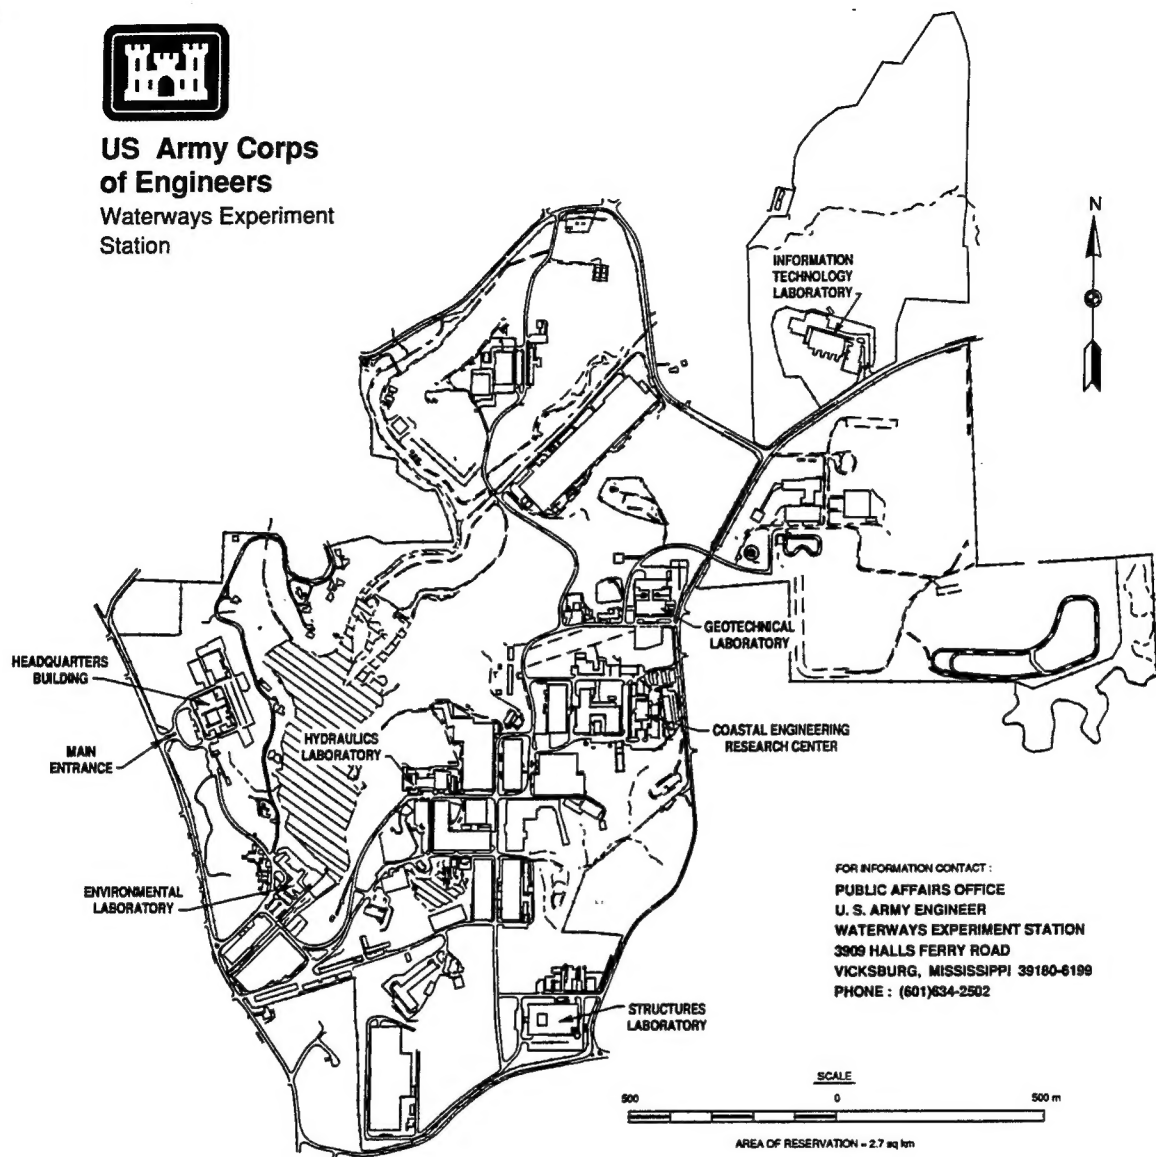 US Army Corps
of Engineers
Waterways Experiment
Station
N
INFORMATION
TECHNOLOGY
LABORATORY
GEOTECHNICAL
LABORATORY
HEADQUARTERS
BUILDING
MAIN
ENTRANCE
HYDRAULICS
LABORATORY
COASTAL ENGINEERING
RESEARCH CENTER
ENVIRONMENTAL
LABORATORY
STRUCTURES
LABORATORY
FOR INFORMATION CONTACT :
PUBLIC AFFAIRS OFFICE
U. S. ARMY ENGINEER
WATERWAYS EXPERIMENT STATION
3909 HALLS FERRY ROAD
VICKSBURG, MISSISSIPPI 39180-6199
PHONE : (601)634-2502
SCALE
500 0 500 m
AREA OF RESERVATION = 2.7 sq km